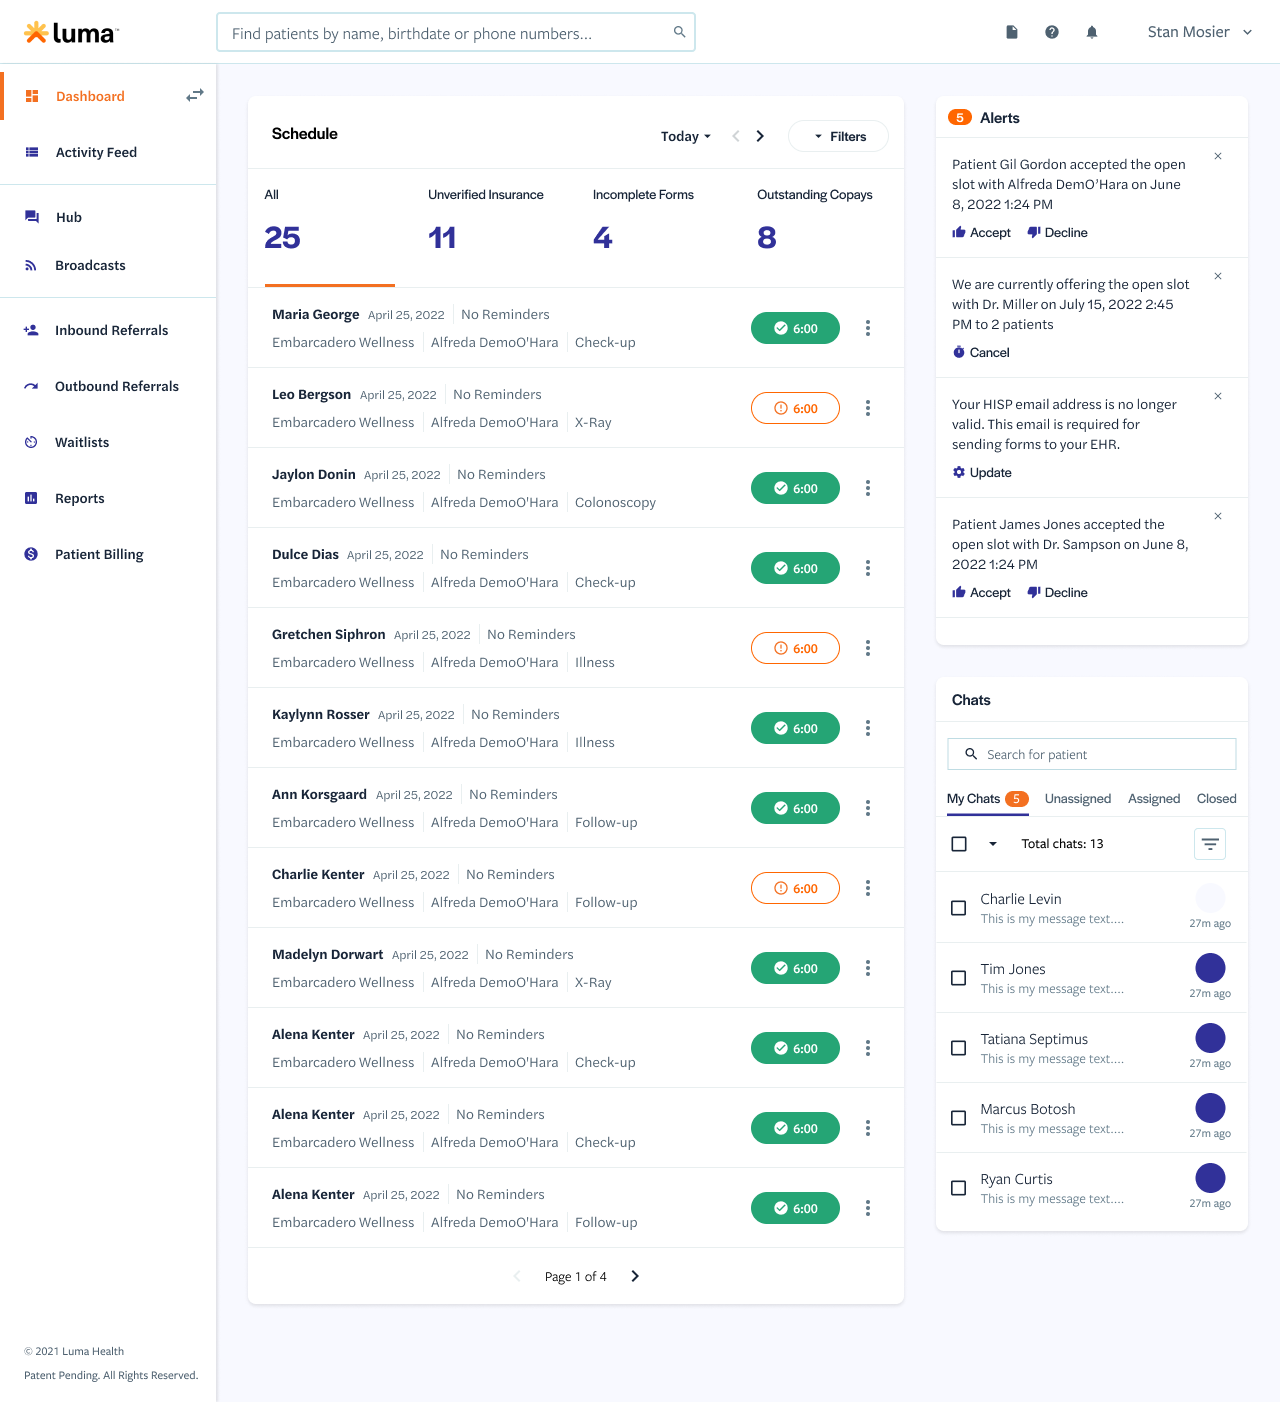 luma™
Find patients by name, birthdate or phone numbers...
Stan Mosier
Dashboard
Activity Feed
Hub
Broadcasts
Inbound Referrals
Outbound Referrals
Waitlists
Reports
Patient Billing
© 2021 Luma Health
Patent Pending. All Rights Reserved.
Schedule
Today
Filters
All
25
Unverified Insurance
11
Incomplete Forms
4
Outstanding Copays
8
Maria George April 25, 2022 No Reminders
Embarcadero Wellness Alfreda DemoO'Hara Check-up
6:00
Leo Bergson April 25, 2022 No Reminders
Embarcadero Wellness Alfreda DemoO'Hara X-Ray
6:00
Jaylon Donin April 25, 2022 No Reminders
Embarcadero Wellness Alfreda DemoO'Hara Colonoscopy
6:00
Dulce Dias April 25, 2022 No Reminders
Embarcadero Wellness Alfreda DemoO'Hara Check-up
6:00
Gretchen Siphron April 25, 2022 No Reminders
Embarcadero Wellness Alfreda DemoO'Hara Illness
6:00
Kaylynn Rosser April 25, 2022 No Reminders
Embarcadero Wellness Alfreda DemoO'Hara Illness
6:00
Ann Korsgaard April 25, 2022 No Reminders
Embarcadero Wellness Alfreda DemoO'Hara Follow-up
6:00
Charlie Kenter April 25, 2022 No Reminders
Embarcadero Wellness Alfreda DemoO'Hara Follow-up
6:00
Madelyn Dorwart April 25, 2022 No Reminders
Embarcadero Wellness Alfreda DemoO'Hara X-Ray
6:00
Alena Kenter April 25, 2022 No Reminders
Embarcadero Wellness Alfreda DemoO'Hara Check-up
6:00
Alena Kenter April 25, 2022 No Reminders
Embarcadero Wellness Alfreda DemoO'Hara Check-up
6:00
Alena Kenter April 25, 2022 No Reminders
Embarcadero Wellness Alfreda DemoO'Hara Follow-up
6:00
Page 1 of 4
5 Alerts
Patient Gil Gordon accepted the open
slot with Alfreda DemO’Hara on June
8, 2022 1:24 PM
Accept Decline
We are currently offering the open slot
with Dr. Miller on July 15, 2022 2:45
PM to 2 patients
Cancel
Your HISP email address is no longer
valid. This email is required for
sending forms to your EHR.
Update
Patient James Jones accepted the
open slot with Dr. Sampson on June 8,
2022 1:24 PM
Accept Decline
Chats
Search for patient
My Chats 5 Unassigned Assigned Closed
Total chats: 13
Charlie Levin
This is my message text....
27m ago
Tim Jones
This is my message text....
27m ago
Tatiana Septimus
This is my message text....
27m ago
Marcus Botosh
This is my message text....
27m ago
Ryan Curtis
This is my message text....
27m ago